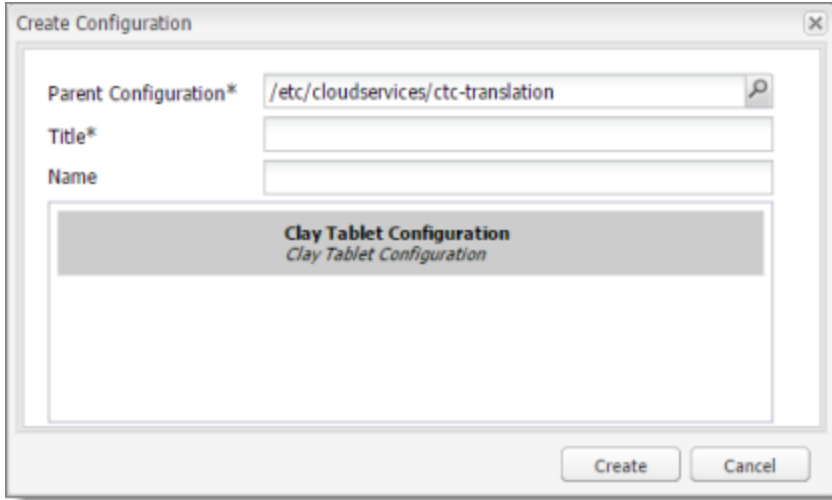 Create Configuration
Parent Configuration* /etc/cloudservices/ctc-translation
Title*
Name
Clay Tablet Configuration
Clay Tablet Configuration
Create Cancel